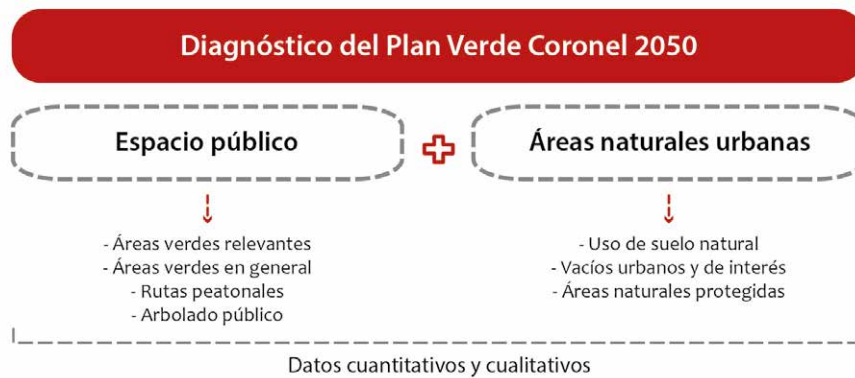 Diagnóstico del Plan Verde Coronel 2050
Espacio público
Áreas naturales urbanas
- Áreas verdes relevantes
- Áreas verdes en general
- Rutas peatonales
- Arbolado público
- Uso de suelo natural
- Vacíos urbanos y de interés
- Áreas naturales protegidas
Datos cuantitativos y cualitativos